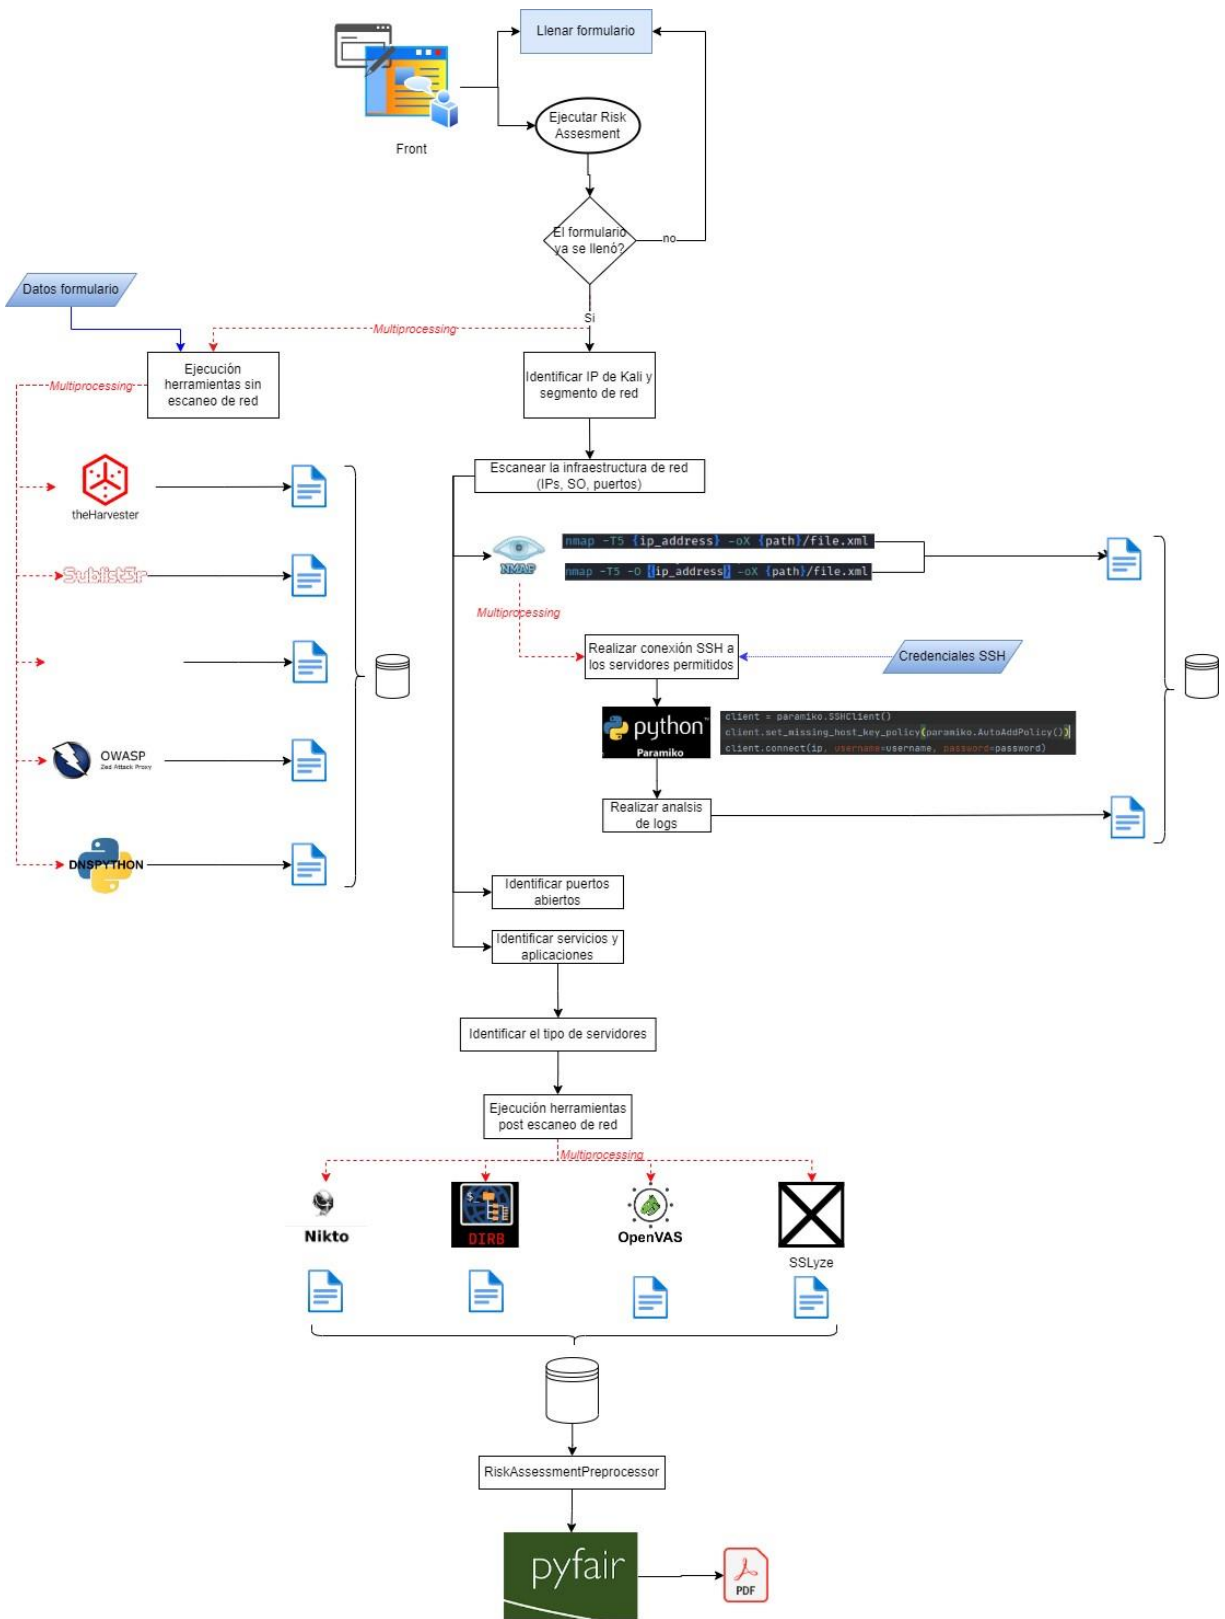 Llenar formulario
Ejecutar Risk
Assesment
Front
El formulario
ya se llenó?
no
Datos formulario
Si
Multiprocessing
Ejecución
herramientas sin
escaneo de red
Identificar IP de Kali y
segmento de red
Multiprocessing
Escanear la infraestructura de red
(IPs, SO, puertos)
theHarvester
nmap -T5 {ip_address} -oX {path}/file.xml
NMAP
nmap -T5 -O {ip_address} -oX {path}/file.xml
Sublist3r
Multiprocessing
Realizar conexión SSH a
los servidores permitidos
Credenciales SSH
python
Paramiko
client = paramiko.SSHClient()
client.set_missing_host_key_policy(paramiko.AutoAddPolicy())
client.connect(ip, username=username, password=password)
OWASP
Zed Attack Proxy
Realizar analsis
de logs
DNSPYTHON
Identificar puertos
abiertos
Identificar servicios y
aplicaciones
Identificar el tipo de servidores
Ejecución herramientas
post escaneo de red
Multiprocessing
$_
Nikto
DIRB
OpenVAS
SSLyze
RiskAssessmentPreprocessor
pyfair
PDF